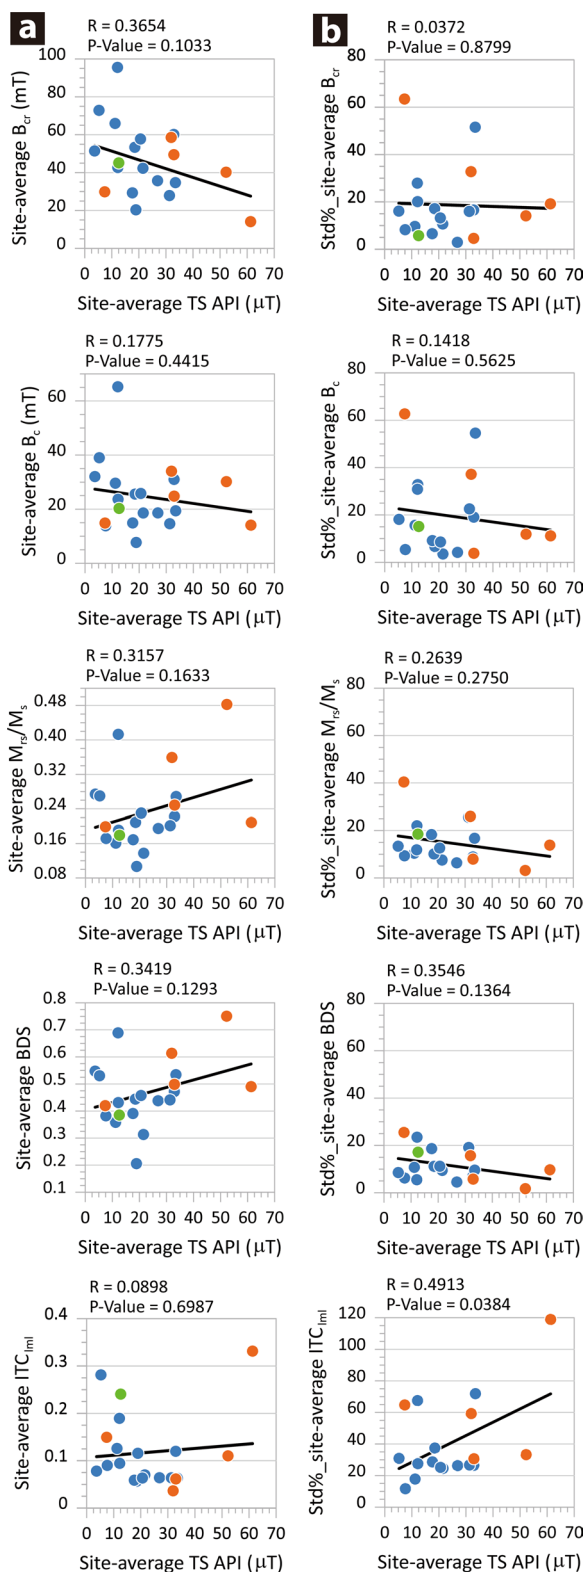 a
R = 0.3654
P-Value = 0.1033
Site-average Bcr (mT)
100
80
60
40
20
0
0 10 20 30 40 50 60 70
Site-average TS API (µT)
R = 0.1775
P-Value = 0.4415
Site-average Bc (mT)
60
40
20
0
0 10 20 30 40 50 60 70
Site-average TS API (µT)
R = 0.3157
P-Value = 0.1633
Site-average Mrs/Ms
0.48
0.40
0.32
0.24
0.16
0.08
0 10 20 30 40 50 60 70
Site-average TS API (µT)
R = 0.3419
P-Value = 0.1293
Site-average BDS
0.8
0.7
0.6
0.5
0.4
0.3
0.2
0.1
0 10 20 30 40 50 60 70
Site-average TS API (µT)
R = 0.0898
P-Value = 0.6987
Site-average ITC|m|
0.4
0.3
0.2
0.1
0
0 10 20 30 40 50 60 70
Site-average TS API (µT)
b
R = 0.0372
P-Value = 0.8799
Std%_site-average Bcr
80
60
40
20
0
0 10 20 30 40 50 60 70
Site-average TS API (µT)
R = 0.1418
P-Value = 0.5625
Std%_site-average Bc
80
60
40
20
0
0 10 20 30 40 50 60 70
Site-average TS API (µT)
R = 0.2639
P-Value = 0.2750
Std%_site-average Mrs/Ms
80
60
40
20
0
0 10 20 30 40 50 60 70
Site-average TS API (µT)
R = 0.3546
P-Value = 0.1364
Std%_site-average BDS
80
60
40
20
0
0 10 20 30 40 50 60 70
Site-average TS API (µT)
R = 0.4913
P-Value = 0.0384
Std%_site-average ITC|m|
120
100
80
60
40
20
0
0 10 20 30 40 50 60 70
Site-average TS API (µT)